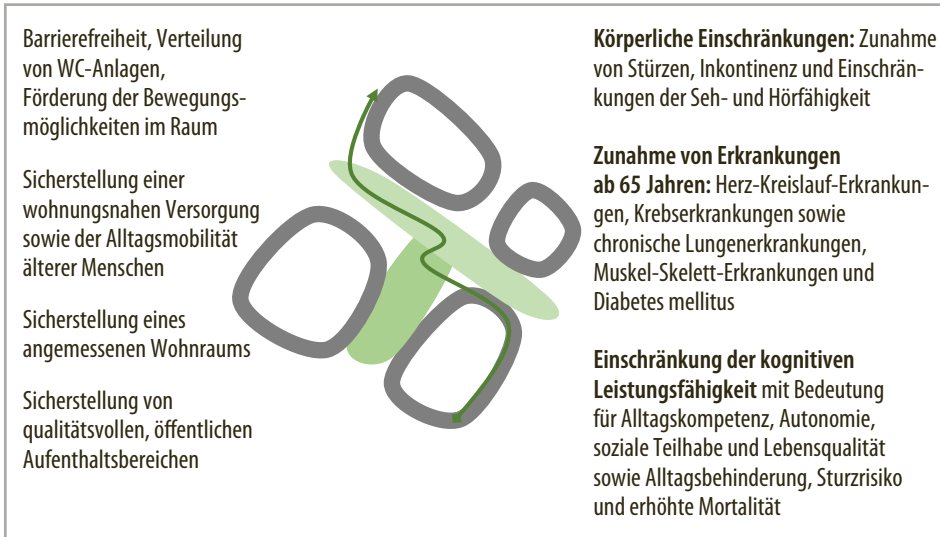 Barrierefreiheit, Verteilung
von WC-Anlagen,
Förderung der Bewegungs-
möglichkeiten im Raum
Sicherstellung einer
wohnungsnahen Versorgung
sowie der Alltagsmobilität
älterer Menschen
Sicherstellung eines
angemessenen Wohnraums
Sicherstellung von
qualitätsvollen, öffentlichen
Aufenthaltsbereichen
Körperliche Einschränkungen: Zunahme
von Stürzen, Inkontinenz und Einschrän-
kungen der Seh- und Hörfähigkeit
Zunahme von Erkrankungen
ab 65 Jahren: Herz-Kreislauf-Erkrankun-
gen, Krebserkrankungen sowie
chronische Lungenerkrankungen,
Muskel-Skelett-Erkrankungen und
Diabetes mellitus
Einschränkung der kognitiven
Leistungsfähigkeit mit Bedeutung
für Alltagskompetenz, Autonomie,
soziale Teilhabe und Lebensqualität
sowie Alltagsbehinderung, Sturzrisiko
und erhöhte Mortalität